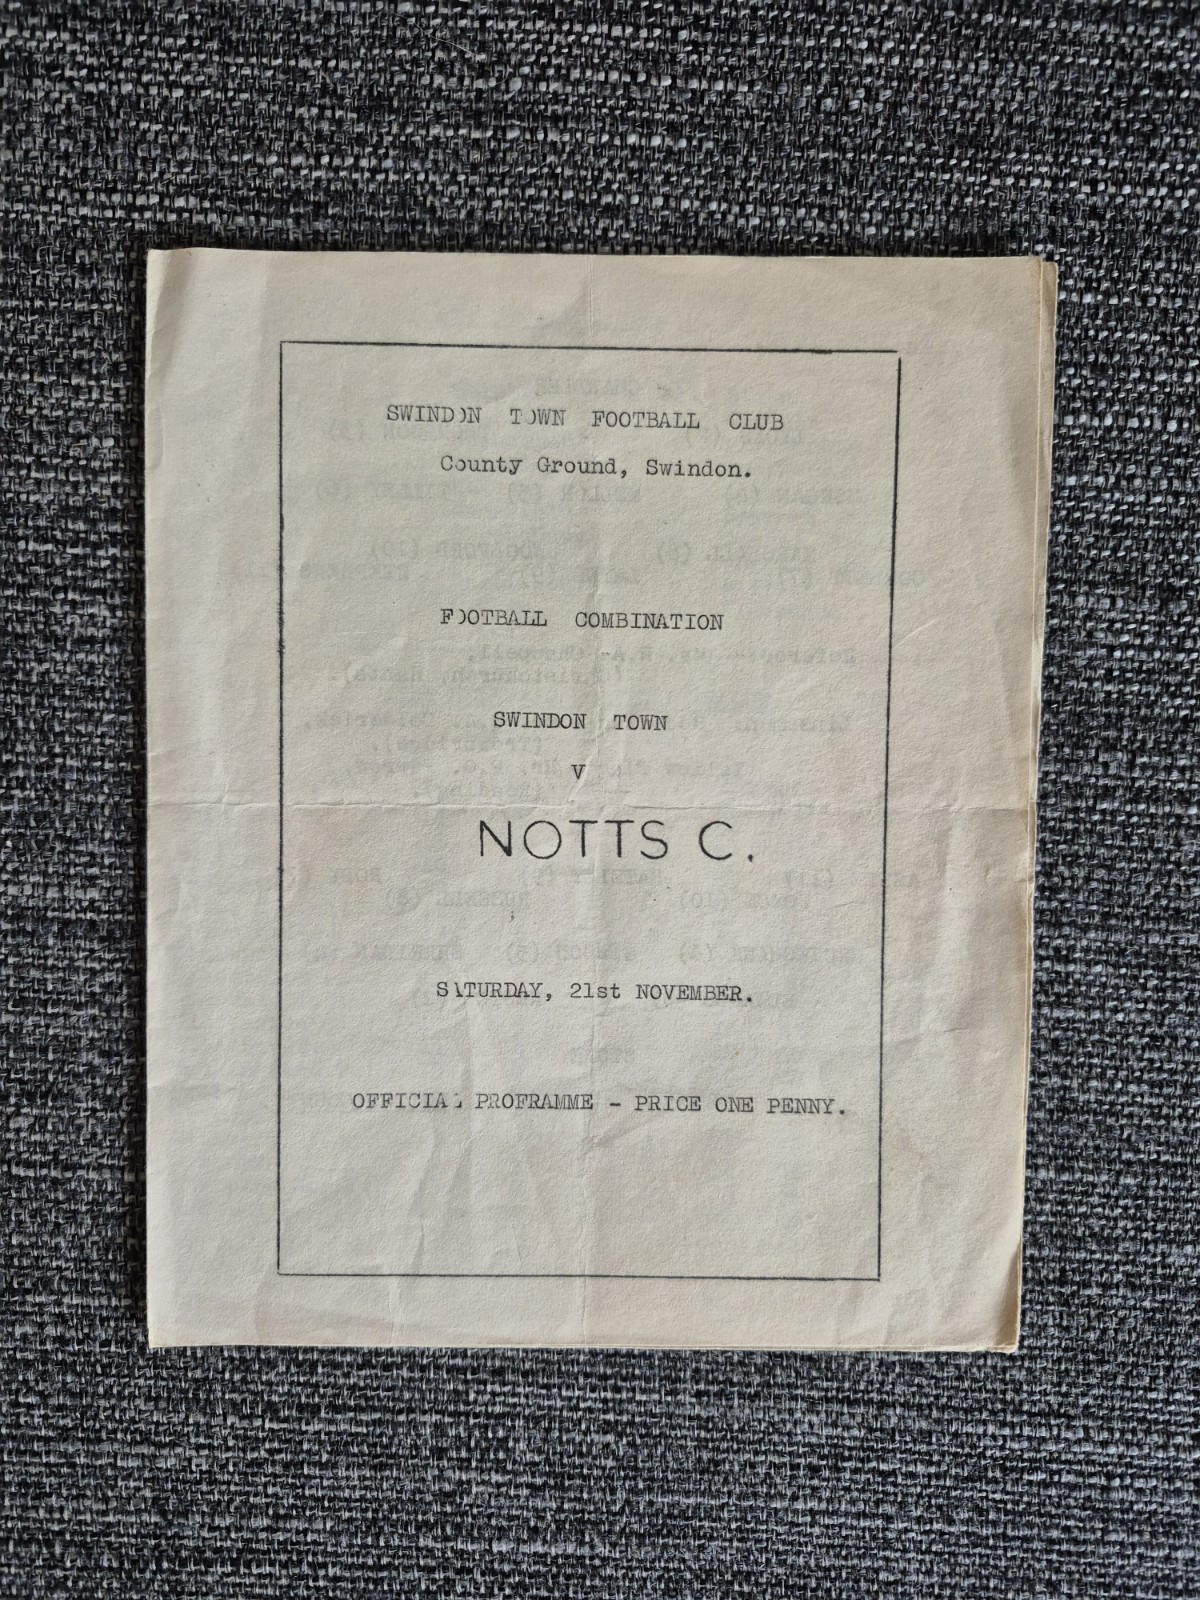 SWINDON TOWN FOOTBALL CLUB
County Ground, Swindon.
FOOTBALL COMBINATION
SWINDON TOWN
V
NOTTS C.
SATURDAY, 21st NOVEMBER.
OFFICIAL PROFRAMME - PRICE ONE PENNY.